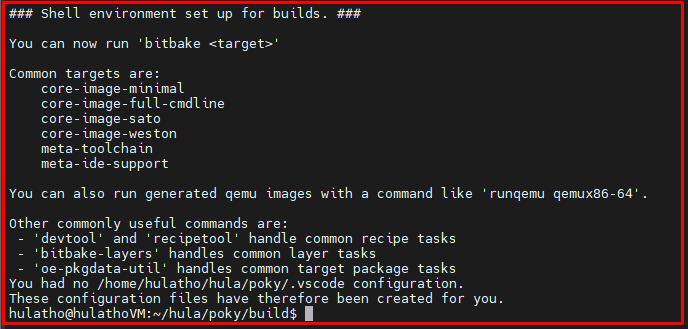 ### Shell environment set up for builds. ###
You can now run 'bitbake <target>'
Common targets are:
core-image-minimal
core-image-full-cmdline
core-image-sato
core-image-weston
meta-toolchain
meta-ide-support
You can also run generated qemu images with a command like 'runqemu qemux86-64'.
Other commonly useful commands are:
- 'devtool' and 'recipetool' handle common recipe tasks
- 'bitbake-layers' handles common layer tasks
- 'oe-pkgdata-util' handles common target package tasks
You had no /home/hulatho/hula/poky/.vscode configuration.
These configuration files have therefore been created for you.
hulatho@hulathoVM:~/hula/poky/build$